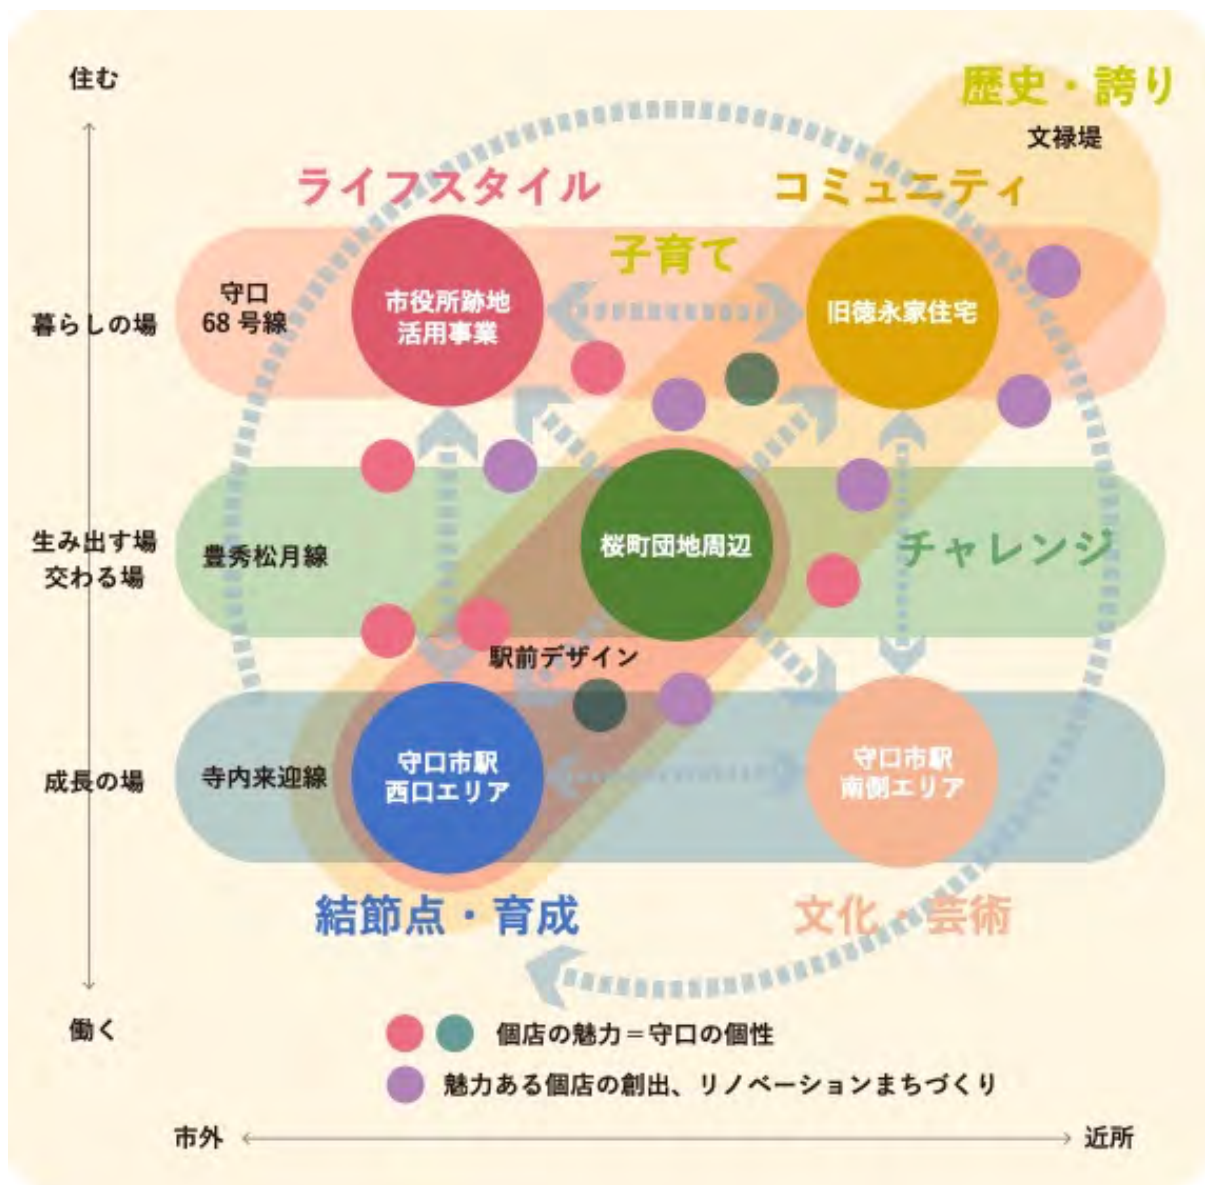 住む
歴史・誇り
文禄堤
ライフスタイル
コミュニティ
子育て
守口
68 号線
暮らしの場
市役所跡地
活用事業
旧徳永家住宅
生み出す場
交わる場
豊秀松月線
桜町団地周辺
チャレンジ
駅前デザイン
成長の場
寺内来迎線
守口市駅
西口エリア
守口市駅
南側エリア
結節点・育成
文化・芸術
働く
個店の魅力=守口の個性
魅力ある個店の創出、リノベーションまちづくり
市外
近所